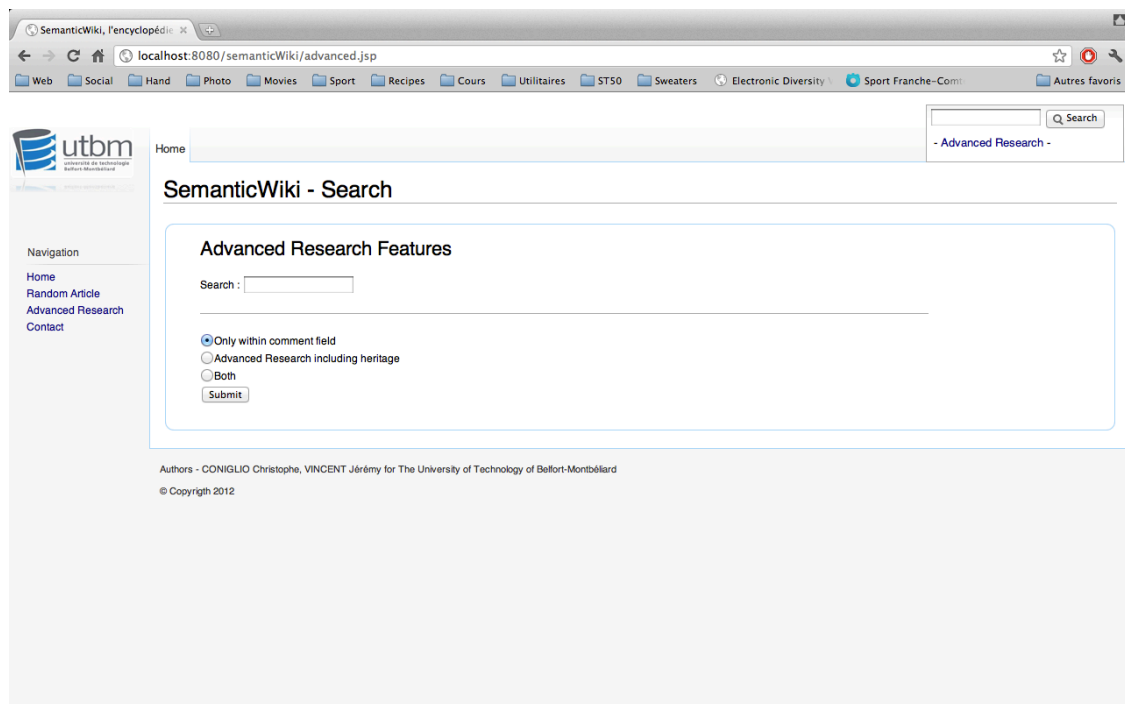 SemanticWiki, l'encyclopédie
localhost:8080/semanticWiki/advanced.jsp
Web Social Hand Photo Movies Sport Recipes Cours Utilitaires ST50 Sweaters Electronic Diversity Sport Franche-Comt Autres favoris
Search
- Advanced Research -
utbm
université de technologie
Belfort-Montbéliard
Home
SemanticWiki - Search
Navigation
Home
Random Article
Advanced Research
Contact
Advanced Research Features
Search :
Only within comment field
Advanced Research including heritage
Both
Submit
Authors - CONIGLIO Christophe, VINCENT Jérémy for The University of Technology of Belfort-Montbéliard
© Copyrigth 2012